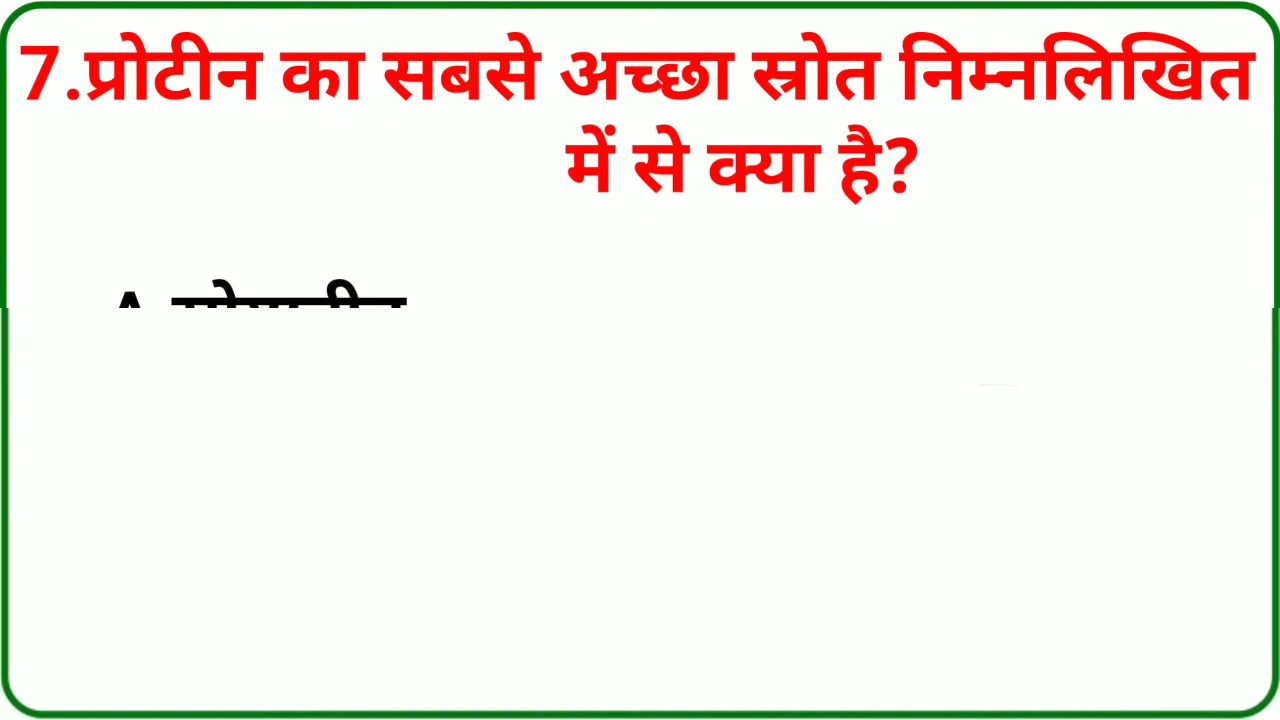 7.प्रोटीन का सबसे अच्छा स्रोत निम्नलिखित
में से क्या है?